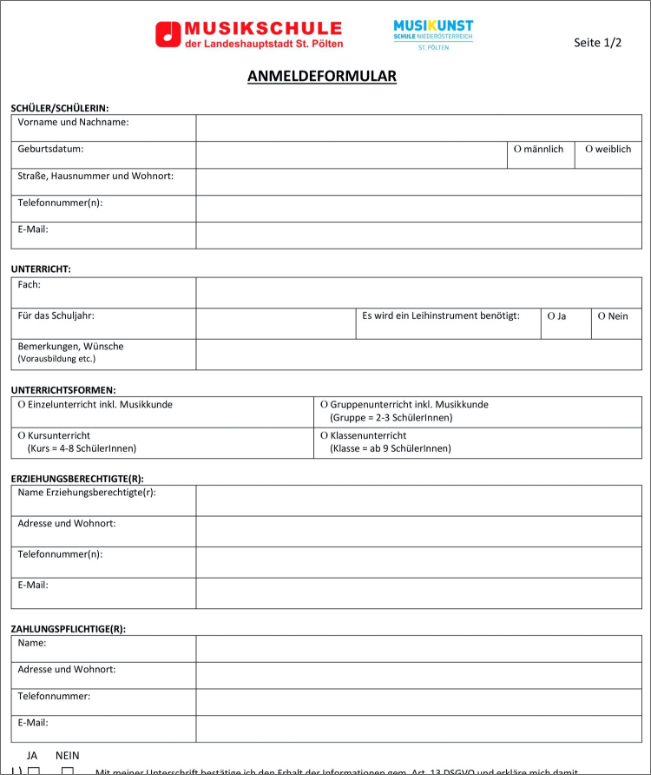 MUSIKSCHULE
der Landeshauptstadt St. Pölten
MUSIKUNST
SCHULE NIEDERÖSTERREICH
ST. PÖLTEN
Seite 1/2
ANMELDEFORMULAR
SCHÜLER/SCHÜLERIN:
Vorname und Nachname:
Geburtsdatum:
O männlich
O weiblich
Straße, Hausnummer und Wohnort:
Telefonnummer(n):
E-Mail:
UNTERRICHT:
Fach:
Für das Schuljahr:
Es wird ein Leihinstrument benötigt:
O Ja
O Nein
Bemerkungen, Wünsche
(Vorausbildung etc.)
UNTERRICHTSFORMEN:
O Einzelunterricht inkl. Musikkunde
O Gruppenunterricht inkl. Musikkunde
(Gruppe = 2-3 SchülerInnen)
O Kursunterricht
(Kurs = 4-8 SchülerInnen)
O Klassenunterricht
(Klasse = ab 9 SchülerInnen)
ERZIEHUNGSBERECHTIGTE(R):
Name Erziehungsberechtigte(r):
Adresse und Wohnort:
Telefonnummer(n):
E-Mail:
ZAHLUNGSPFLICHTIGE(R):
Name:
Adresse und Wohnort:
Telefonnummer:
E-Mail:
JA NEIN
Mit meiner Unterschrift bestätige ich den Erhalt der Informationen gem. Art. 13 DSGVO und erkläre mich damit